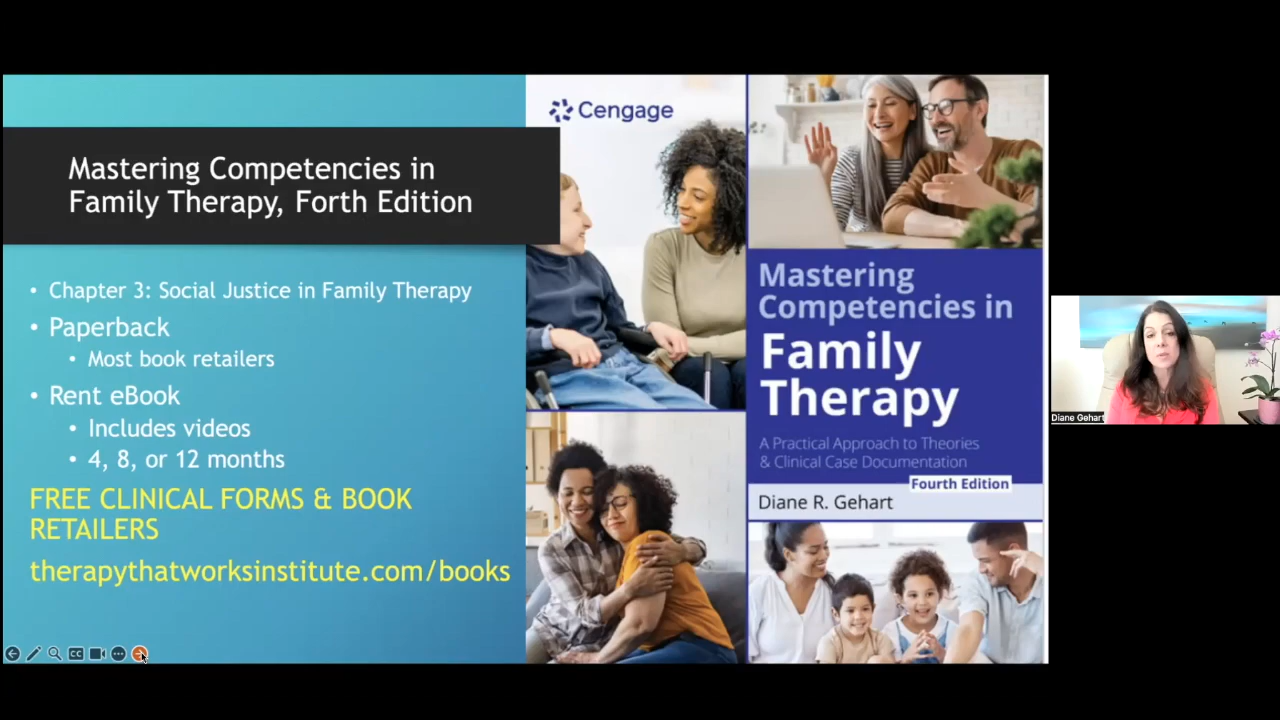 Mastering Competencies in
Family Therapy, Forth Edition
• Chapter 3: Social Justice in Family Therapy
• Paperback
• Most book retailers
• Rent eBook
• Includes videos
• 4, 8, or 12 months
FREE CLINICAL FORMS & BOOK
RETAILERS
therapythatworksinstitute.com/books
Cengage
Mastering
Competencies in
Family
Therapy
A Practical Approach to Theories
& Clinical Case Documentation
Fourth Edition
Diane R. Gehart
Diane Gehart
CC